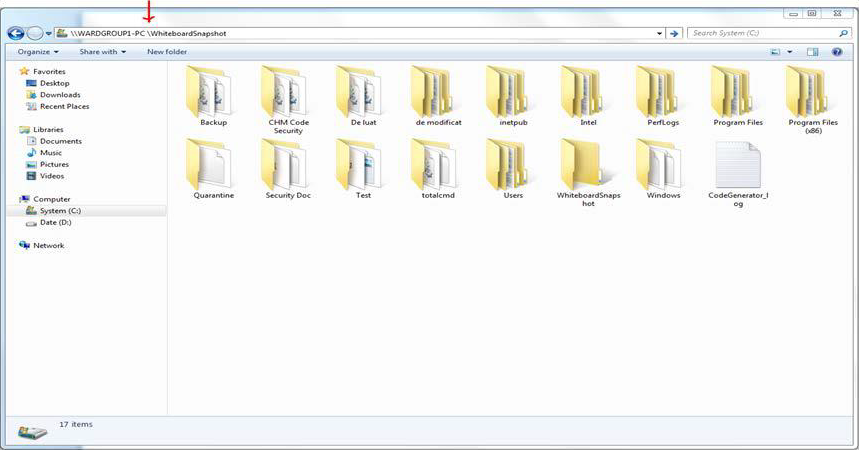 \\WARDGROUP1-PC \WhiteboardSnapshot
Search System (C:)
Organize
Share with
New folder
Favorites
Desktop
Downloads
Recent Places
Libraries
Documents
Music
Pictures
Videos
Computer
System (C:)
Date (D:)
Network
Backup
CHM Code
Security
De luat
de modificat
inetpub
Intel
PerfLogs
Program Files
Program Files
(x86)
Quarantine
Security Doc
Test
totalcmd
Users
WhiteboardSnaps
hot
Windows
CodeGenerator_l
og
17 items